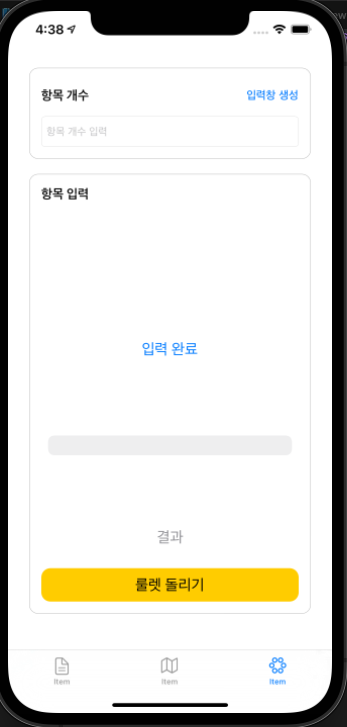 4:38
항목 개수
입력창 생성
항목 개수 입력
항목 입력
입력 완료
결과
룰렛 돌리기
Item
Item
Item